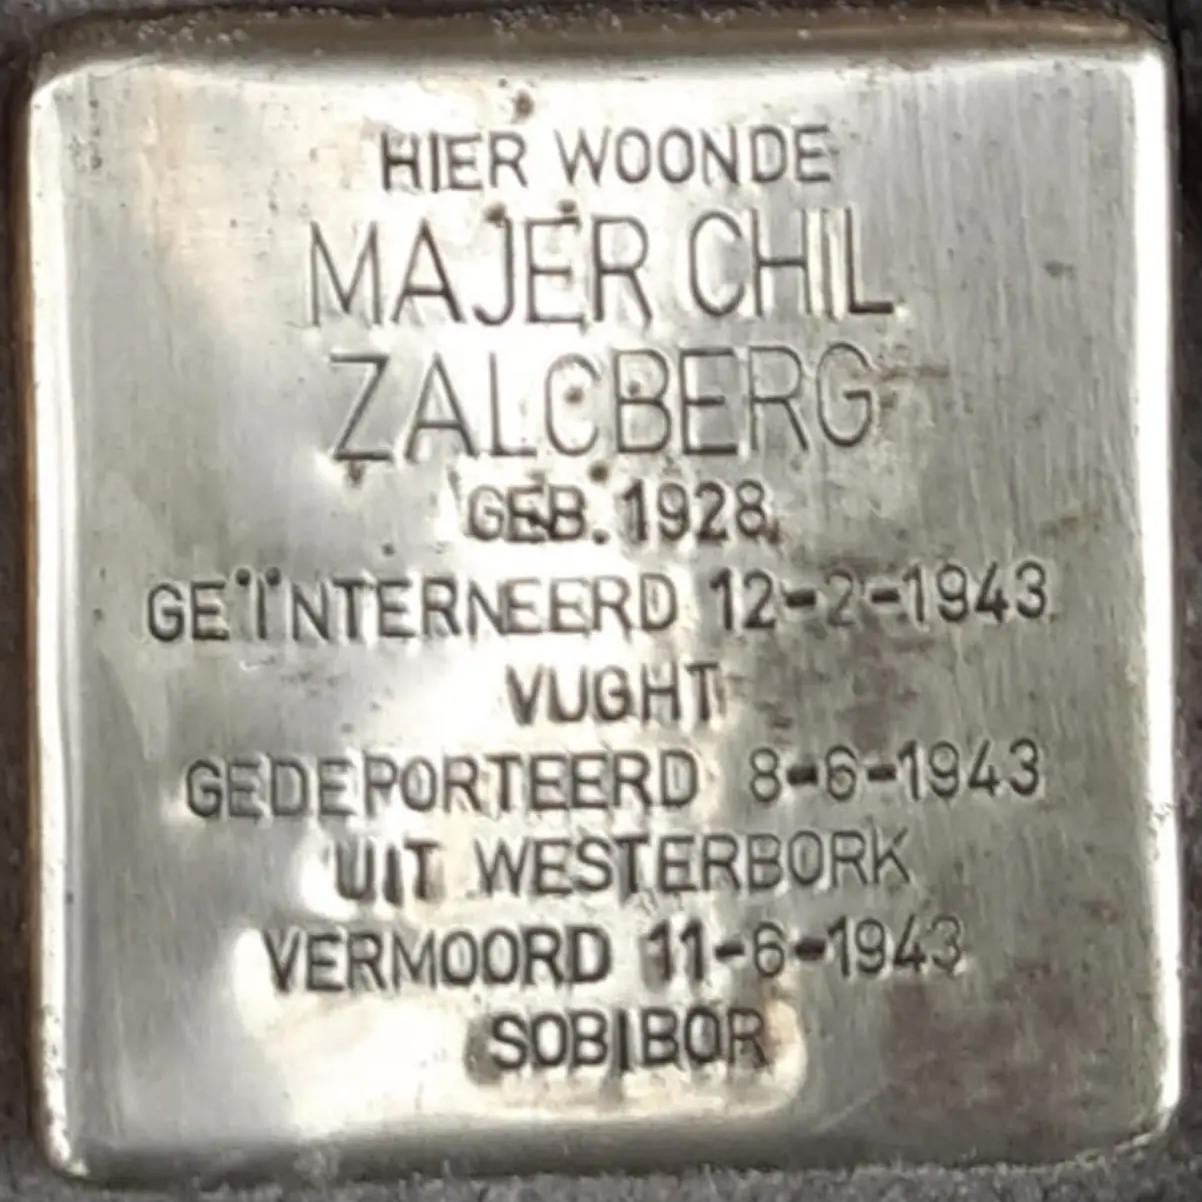 HIER WOONDE
MAJER CHIL
ZALCBERG
GEB. 1928
GEÏNTERNEERD 12-2-1943
VUGHT
GEDEPORTEERD 8-6-1943
UIT WESTERBORK
VERMOORD 11-6-1943
SOBIBOR